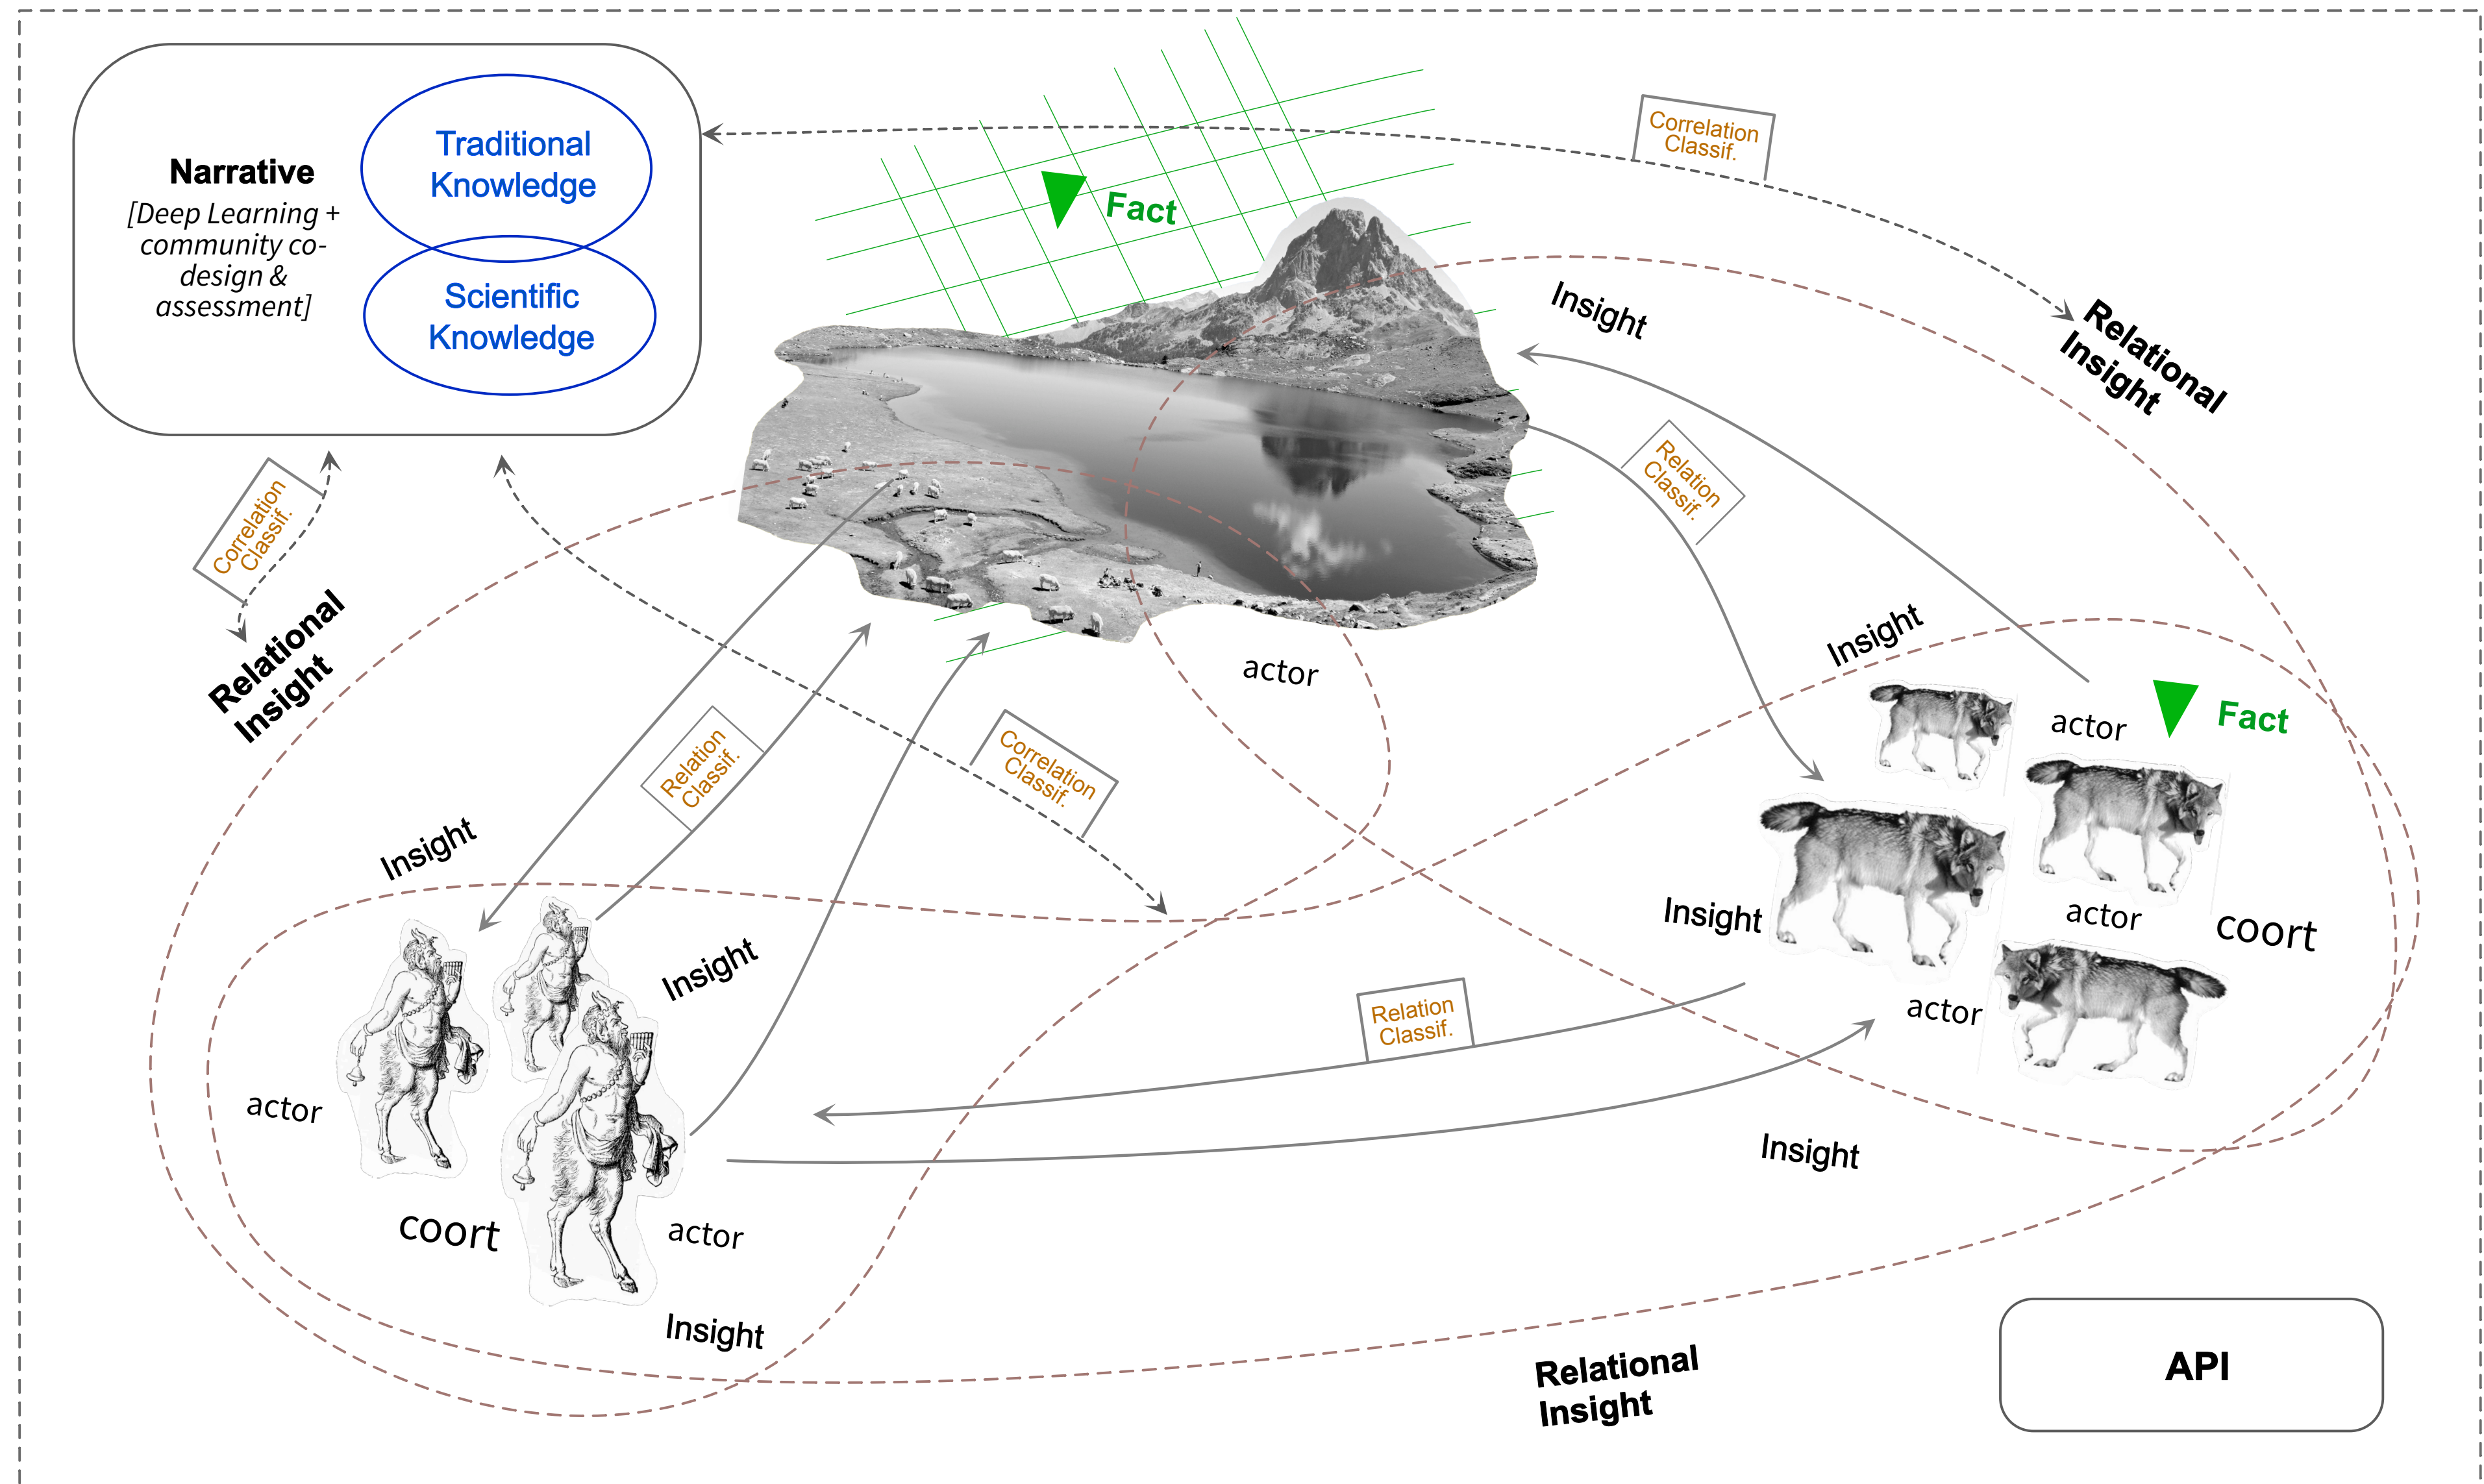 Narrative
[Deep Learning +
community co-
design &
assessment]
Traditional
Knowledge
Scientific
Knowledge
Fact
Correlation
Classif.
Insight
Relational
Insight
Relation
Classif.
Correlation
Classif.
Relational
Insight
actor
Insight
actor
Fact
Relation
Classif.
Correlation
Classif.
Insight
Insight
Insight
actor
coort
actor
Relation
Classif.
actor
coort
actor
Insight
Insight
Relational
Insight
API